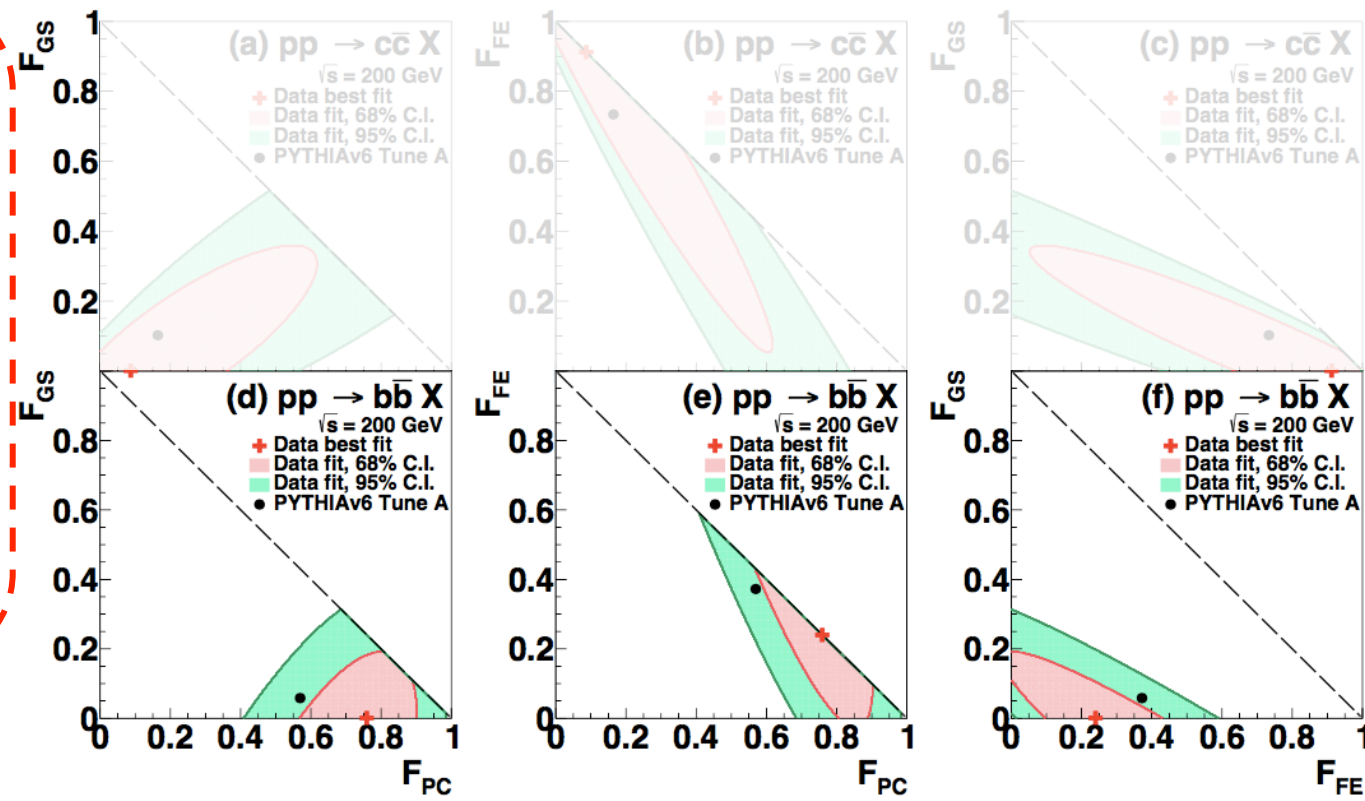 F_GS
1
0.8
0.6
0.4
0.2
(a) pp → cc̅ X
√s = 200 GeV
Data best fit
Data fit, 68% C.I.
Data fit, 95% C.I.
PYTHIAv6 Tune A
F_FE
1
0.8
0.6
0.4
0.2
(b) pp → cc̅ X
√s = 200 GeV
Data best fit
Data fit, 68% C.I.
Data fit, 95% C.I.
PYTHIAv6 Tune A
F_GS
1
0.8
0.6
0.4
0.2
(c) pp → cc̅ X
√s = 200 GeV
Data best fit
Data fit, 68% C.I.
Data fit, 95% C.I.
PYTHIAv6 Tune A
F_GS
0.8
0.6
0.4
0.2
0
(d) pp → bb̅ X
√s = 200 GeV
Data best fit
Data fit, 68% C.I.
Data fit, 95% C.I.
PYTHIAv6 Tune A
0 0.2 0.4 0.6 0.8 1
F_PC
F_FE
0.8
0.6
0.4
0.2
0
(e) pp → bb̅ X
√s = 200 GeV
Data best fit
Data fit, 68% C.I.
Data fit, 95% C.I.
PYTHIAv6 Tune A
0 0.2 0.4 0.6 0.8 1
F_PC
F_GS
0.8
0.6
0.4
0.2
0
(f) pp → bb̅ X
√s = 200 GeV
Data best fit
Data fit, 68% C.I.
Data fit, 95% C.I.
PYTHIAv6 Tune A
0 0.2 0.4 0.6 0.8 1
F_FE